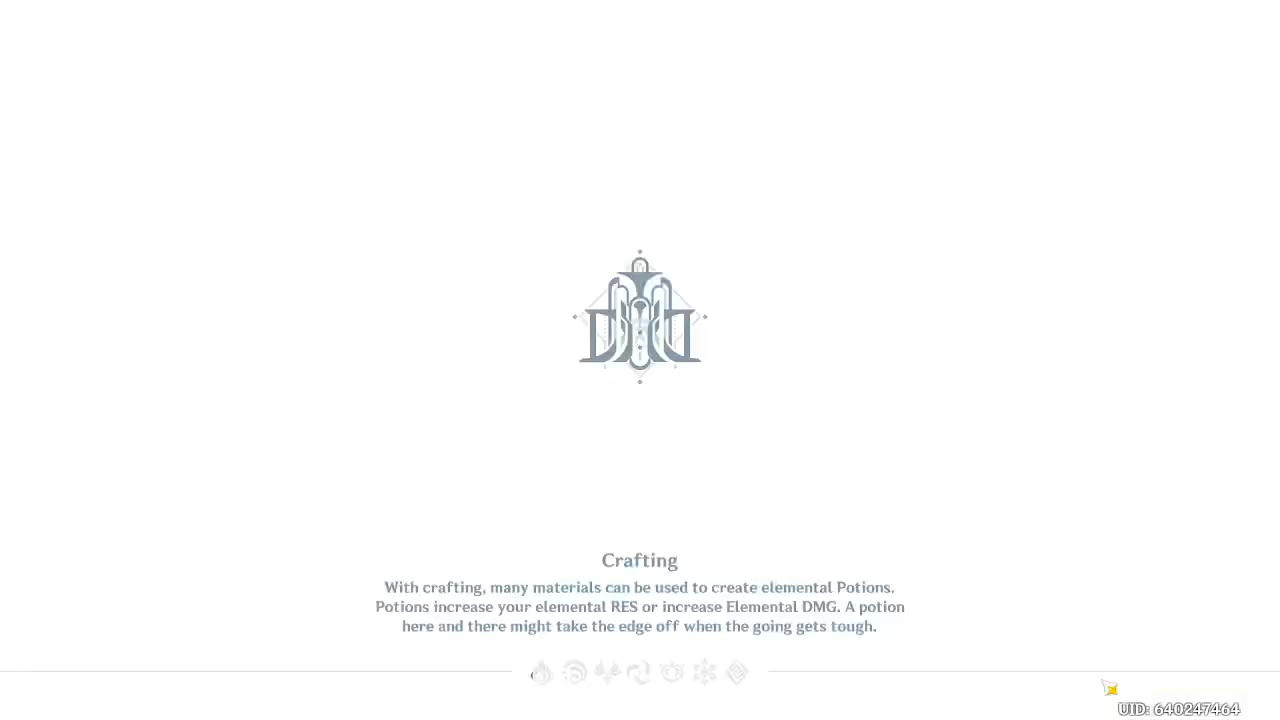 Crafting
With crafting, many materials can be used to create elemental Potions.
Potions increase your elemental RES or increase Elemental DMG. A potion
here and there might take the edge off when the going gets tough.
UID: 640247464